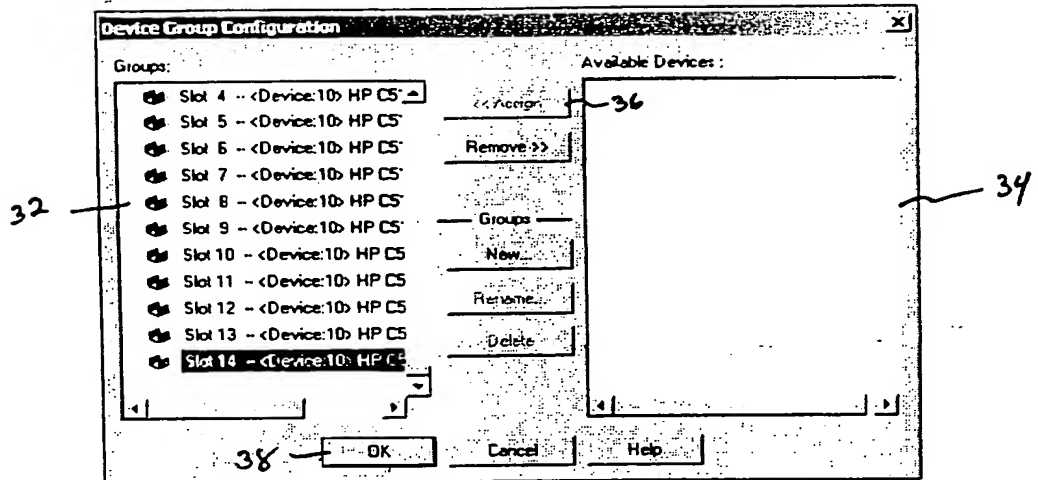 Device Group Configuration
Groups:
Available Devices :
Slot 4 -- <Device:10> HP C5
Slot 5 -- <Device:10> HP C5
Slot 6 -- <Device:10> HP C5
Slot 7 -- <Device:10> HP C5
Slot 8 -- <Device:10> HP C5
Slot 9 -- <Device:10> HP C5
Slot 10 -- <Device:10> HP C5
Slot 11 -- <Device:10> HP C5
Slot 12 -- <Device:10> HP C5
Slot 13 -- <Device:10> HP C5
Slot 14 -- <Device:10> HP C5
<< Assign
36
Remove >>
Groups
New...
Rename...
Delete
32
34
38
OK
Cancel
Help